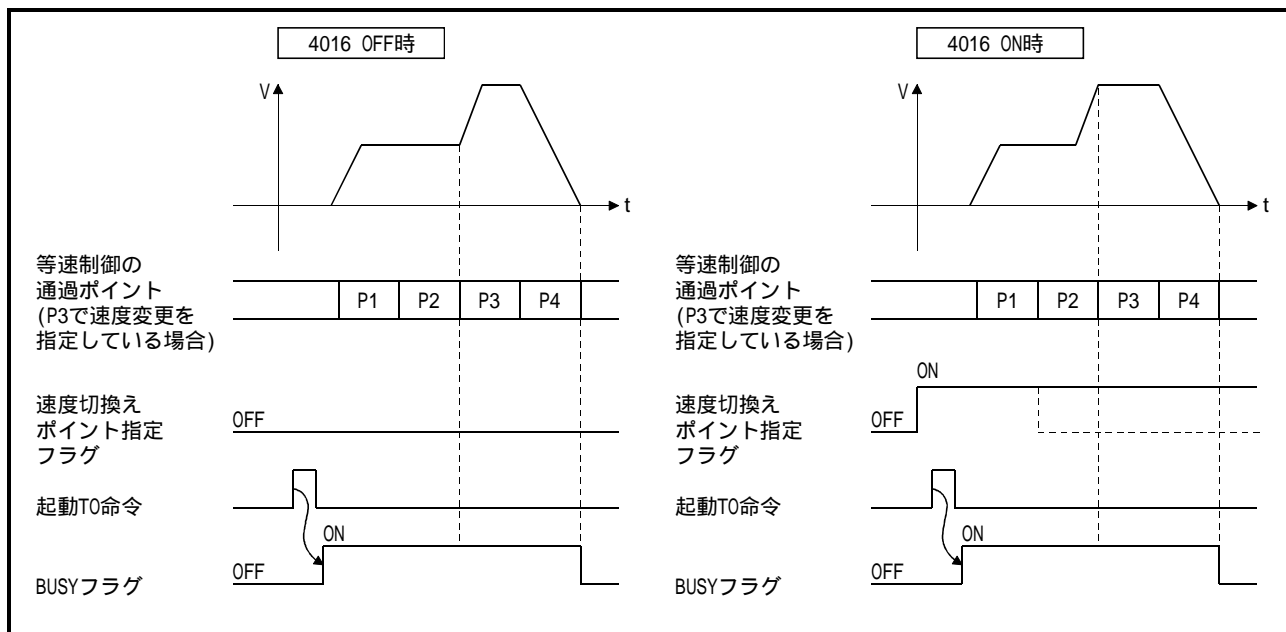 4016 OFF時
V
t
等速制御の
通過ポイント
(P3で速度変更を
指定している場合)
P1 P2 P3 P4
速度切換え
ポイント指定
フラグ
OFF
起動TO命令
ON
BUSYフラグ
OFF
4016 ON時
V
t
等速制御の
通過ポイント
(P3で速度変更を
指定している場合)
P1 P2 P3 P4
ON
速度切換え
ポイント指定
フラグ
OFF
起動TO命令
ON
BUSYフラグ
OFF